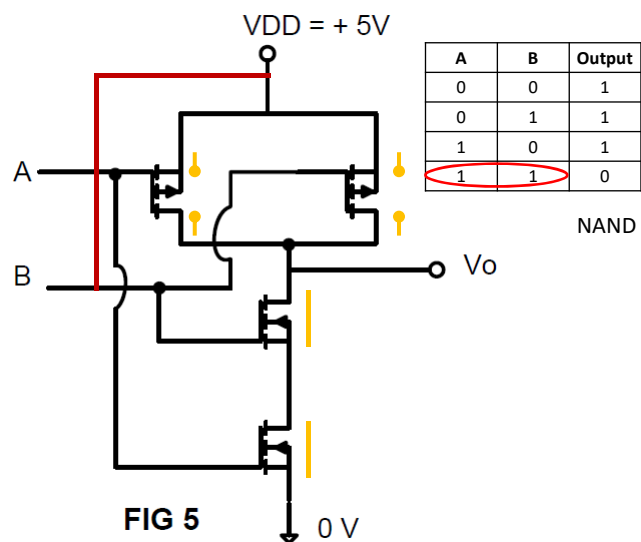 VDD = + 5V
A B Output
0 0 1
0 1 1
1 0 1
1 1 0
NAND
A
B
Vo
FIG 5
0 V